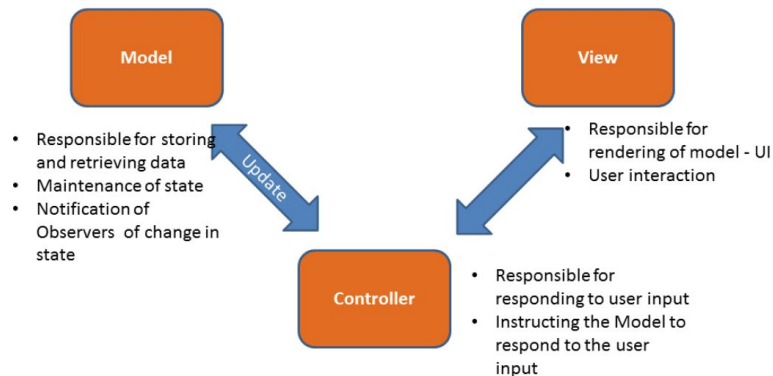 Model
View
• Responsible for storing
and retrieving data
• Maintenance of state
• Notification of
Observers of change in
state
Update
• Responsible for
rendering of model - UI
• User interaction
Controller
• Responsible for
responding to user input
• Instructing the Model to
respond to the user
input